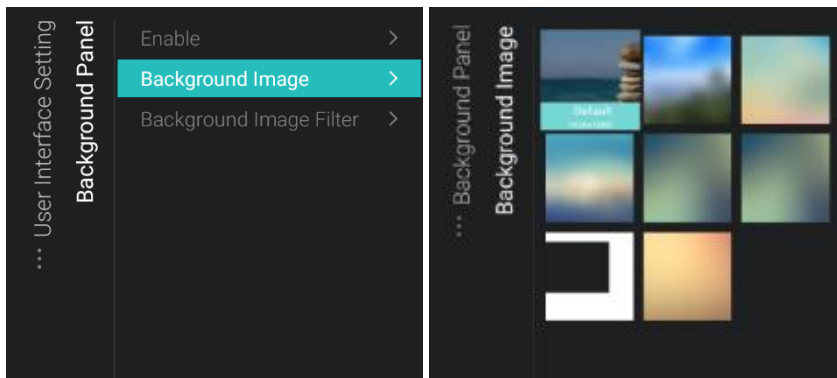 ... User Interface Setting
Background Panel
Enable >
Background Image >
Background Image Filter >
... Background Panel
Background Image
Default